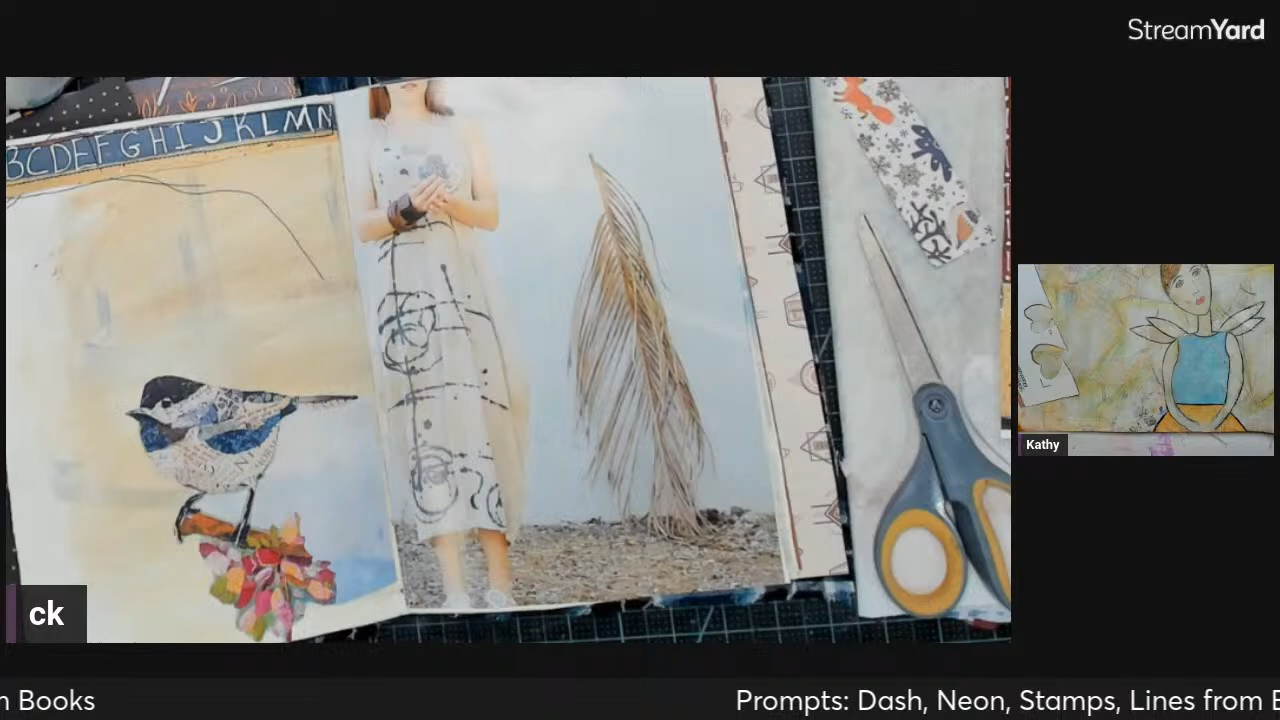 StreamYard
BCDEFGHIJKLMN
Kathy
ck
n Books
Prompts: Dash, Neon, Stamps, Lines from B